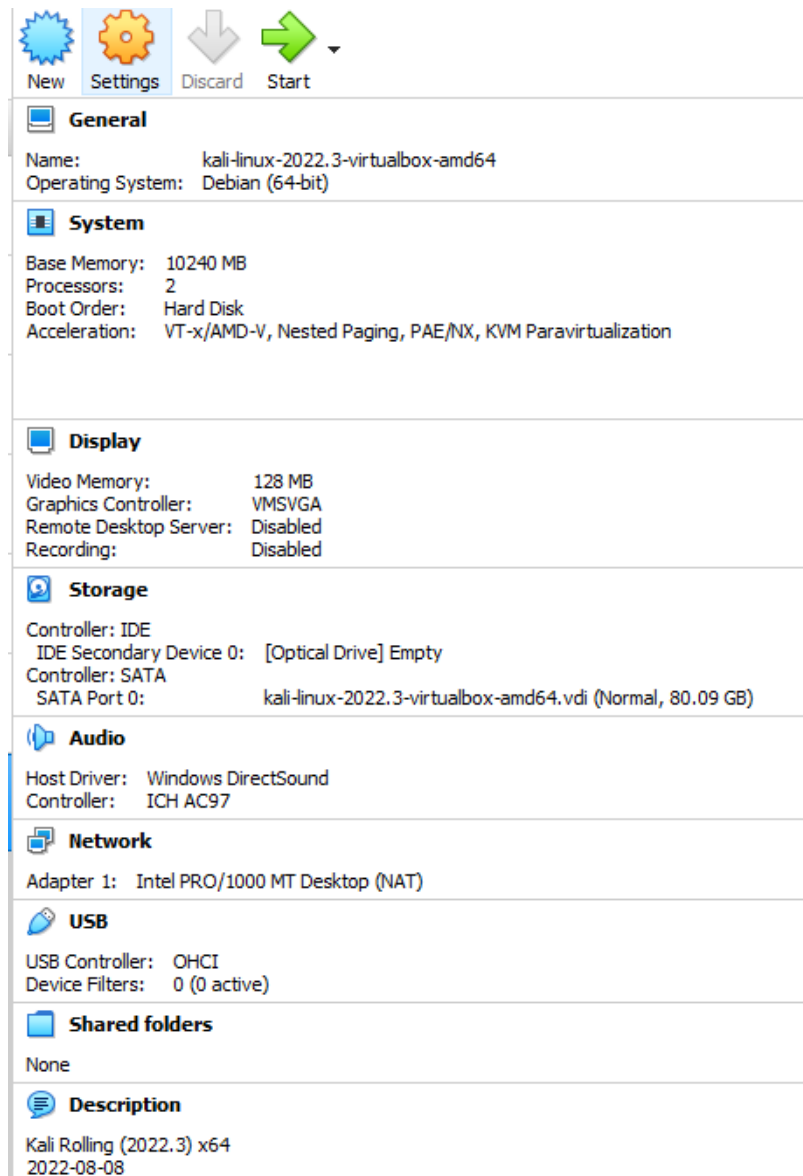 New Settings Discard Start
General
Name: kali-linux-2022.3-virtualbox-amd64
Operating System: Debian (64-bit)
System
Base Memory: 10240 MB
Processors: 2
Boot Order: Hard Disk
Acceleration: VT-x/AMD-V, Nested Paging, PAE/NX, KVM Paravirtualization
Display
Video Memory: 128 MB
Graphics Controller: VMSVGA
Remote Desktop Server: Disabled
Recording: Disabled
Storage
Controller: IDE
IDE Secondary Device 0: [Optical Drive] Empty
Controller: SATA
SATA Port 0: kali-linux-2022.3-virtualbox-amd64.vdi (Normal, 80.09 GB)
Audio
Host Driver: Windows DirectSound
Controller: ICH AC97
Network
Adapter 1: Intel PRO/1000 MT Desktop (NAT)
USB
USB Controller: OHCI
Device Filters: 0 (0 active)
Shared folders
None
Description
Kali Rolling (2022.3) x64
2022-08-08